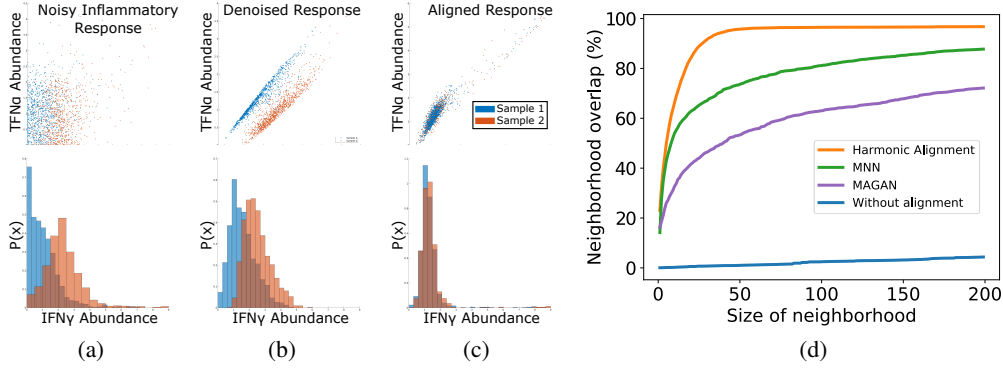 Noisy Inflammatory
Response
Denoised Response
Aligned Response
TFNα Abundance
TFNα Abundance
TFNα Abundance
Sample 1
Sample 2
P(x)
P(x)
P(x)
IFNγ Abundance
IFNγ Abundance
IFNγ Abundance
(a)
(b)
(c)
Neighborhood overlap (%)
100
80
60
40
20
0
Harmonic Alignment
MNN
MAGAN
Without alignment
0
50
100
150
200
Size of neighborhood
(d)